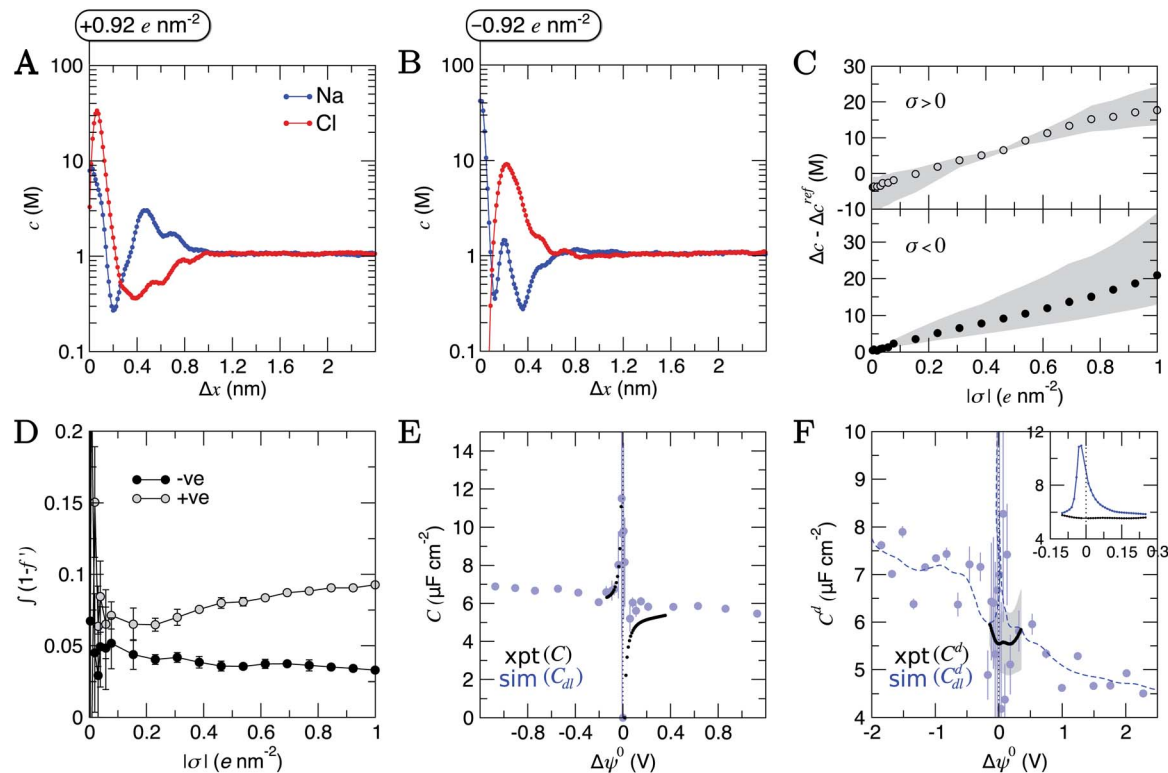 +0.92 e nm⁻²
−0.92 e nm⁻²
A
B
C
100
10
1
0.1
c (M)
0 0.4 0.8 1.2 1.6 2
Δx (nm)
Na
Cl
100
10
1
0.1
c (M)
0 0.4 0.8 1.2 1.6 2
Δx (nm)
30
20
10
0
-10
σ > 0
30
20
10
0
σ < 0
Δc - Δc^ref (M)
0 0.2 0.4 0.6 0.8 1
|σ| (e nm⁻²)
D
E
F
0.2
0.15
0.1
0.05
0
∫(1-f')
-ve
+ve
0 0.2 0.4 0.6 0.8 1
|σ| (e nm⁻²)
14
12
10
8
6
4
2
0
C (μF cm⁻²)
xpt (C)
sim (C_dl)
-0.8 -0.4 0 0.4 0.8
Δψ⁰ (V)
10
9
8
7
6
5
4
C^d (μF cm⁻²)
12
9
6
-0.15 0 0.3
xpt (C^d)
sim (C^d_dl)
-2 -1 0 1 2
Δψ⁰ (V)